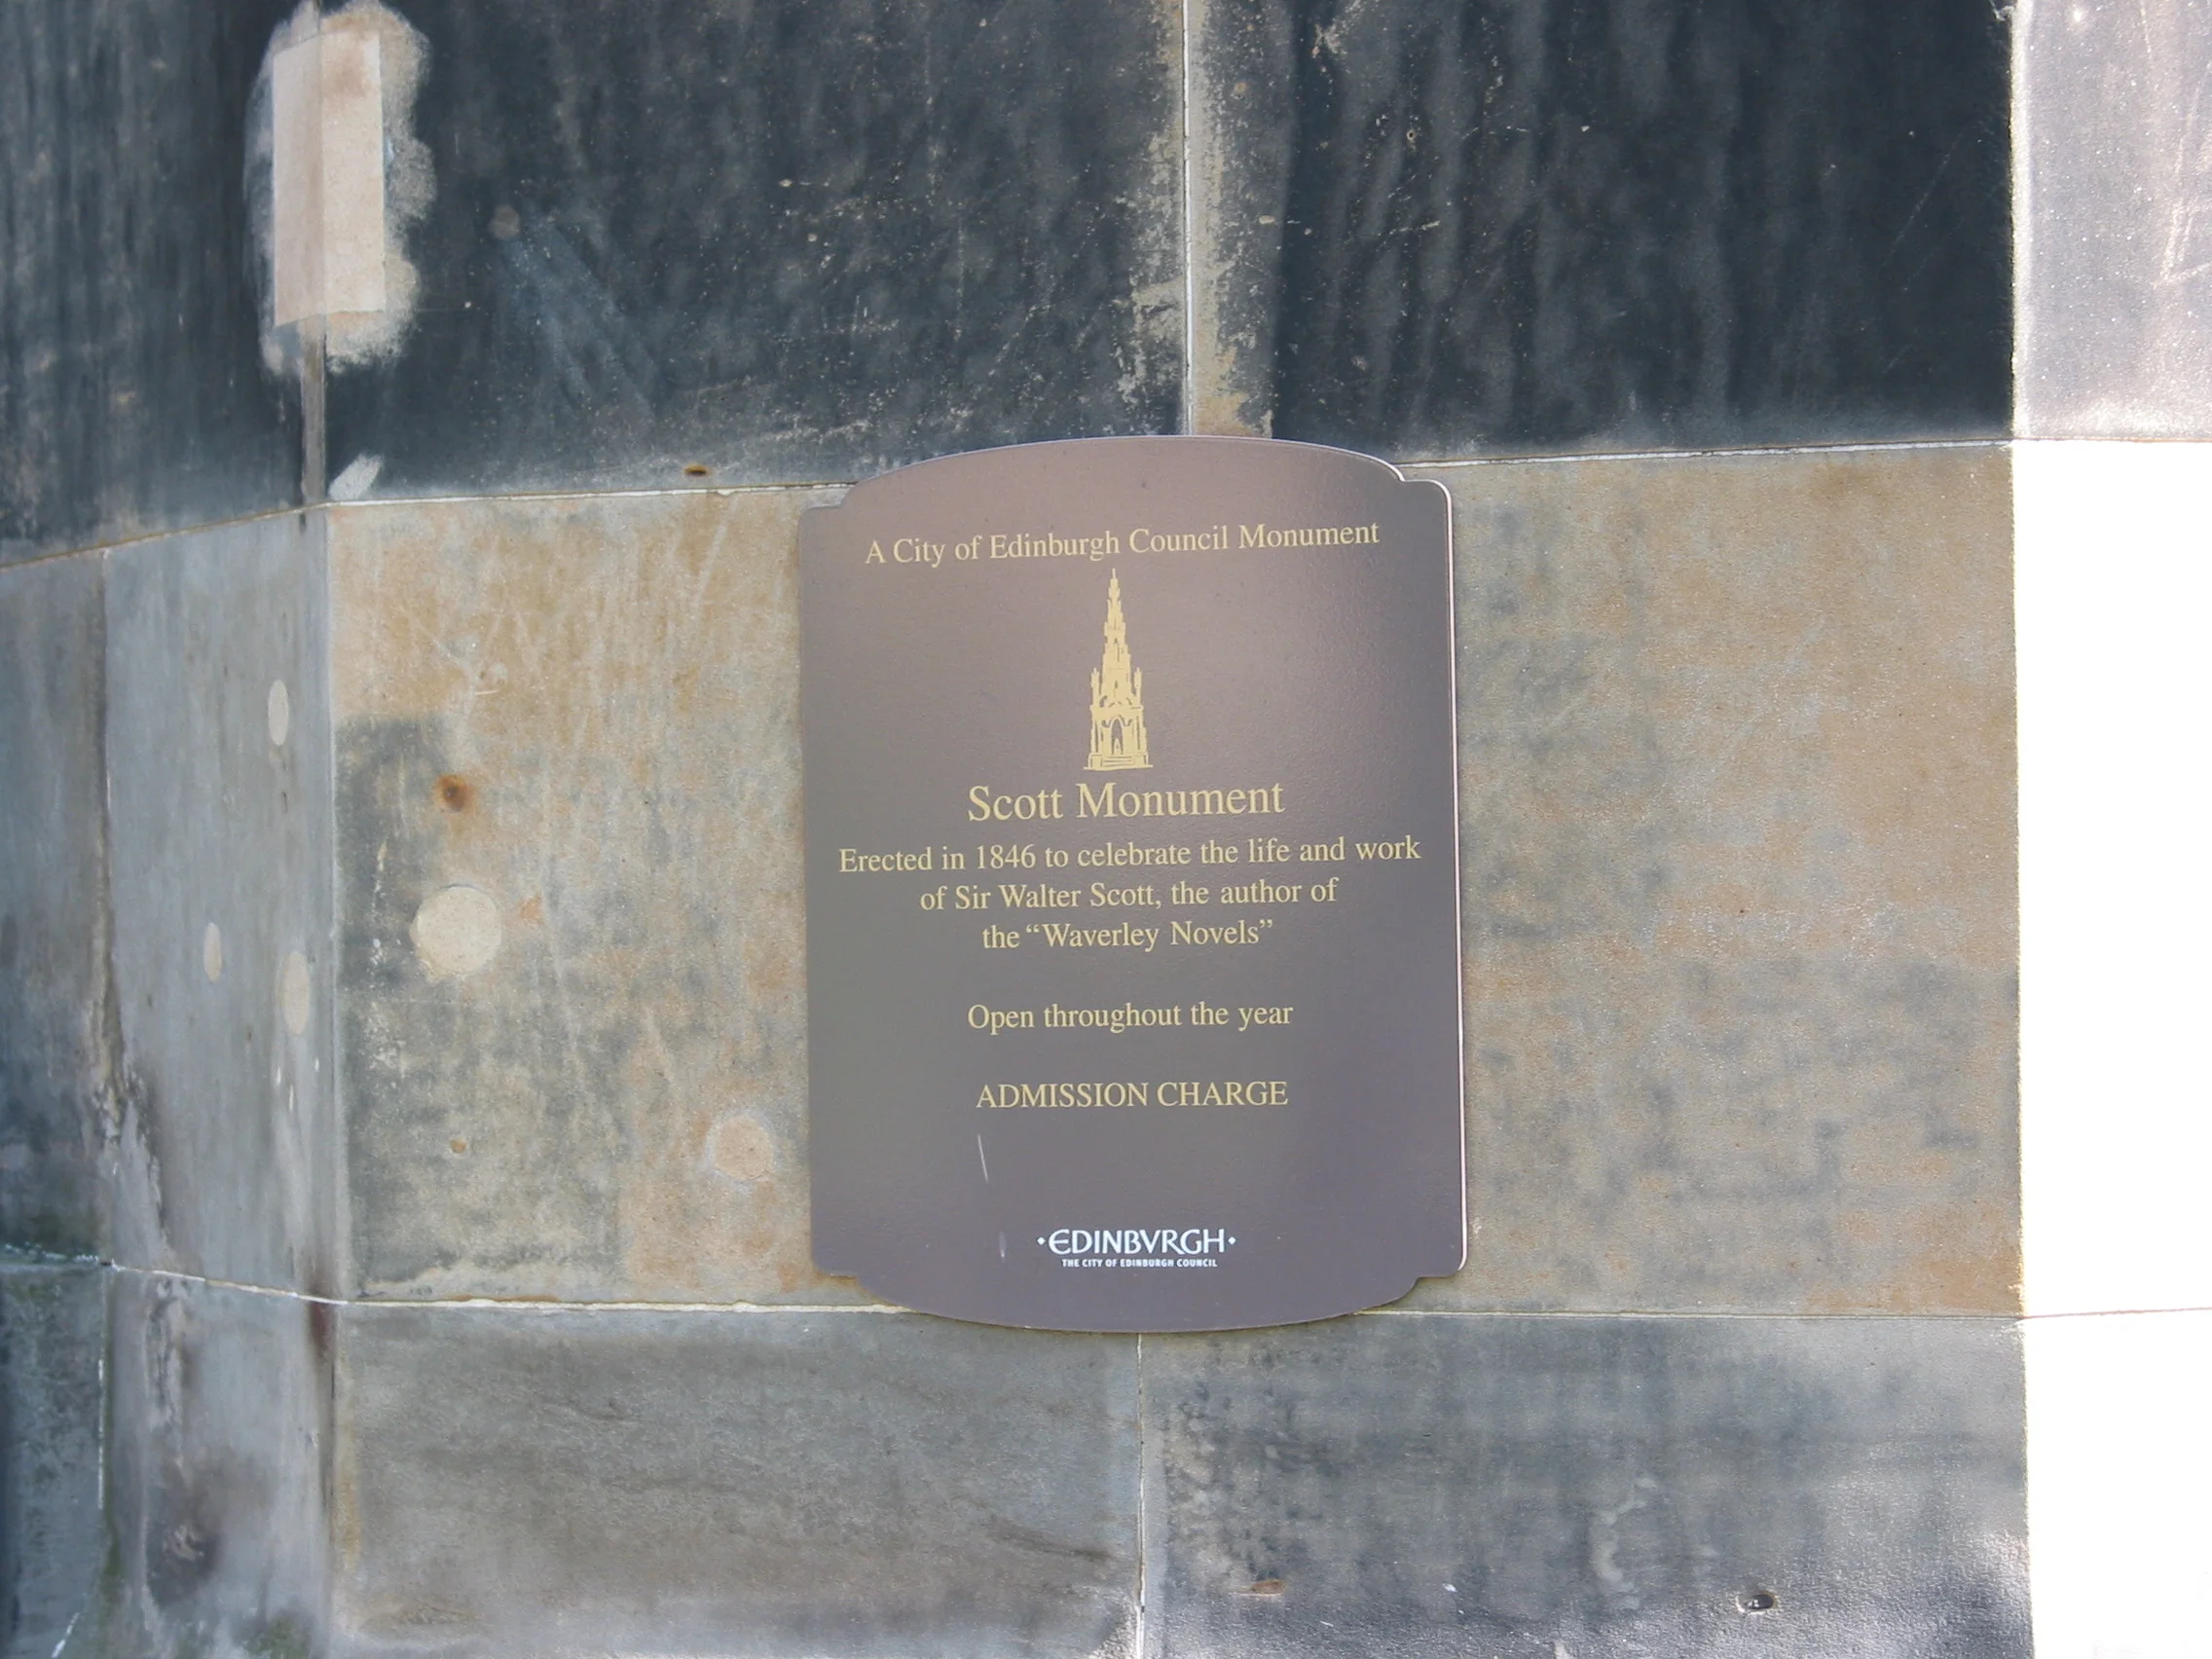 A City of Edinburgh Council Monument
Scott Monument
Erected in 1846 to celebrate the life and work
of Sir Walter Scott, the author of
the “Waverley Novels”
Open throughout the year
ADMISSION CHARGE
•EDINBVRGH•
THE CITY OF EDINBURGH COUNCIL